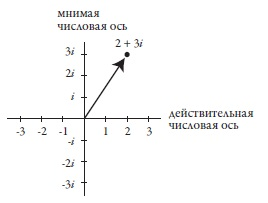 мнимая
числовая ось
2 + 3i
3i
2i
i
действительная
числовая ось
-3 -2 -1 1 2 3
-i
-2i
-3i